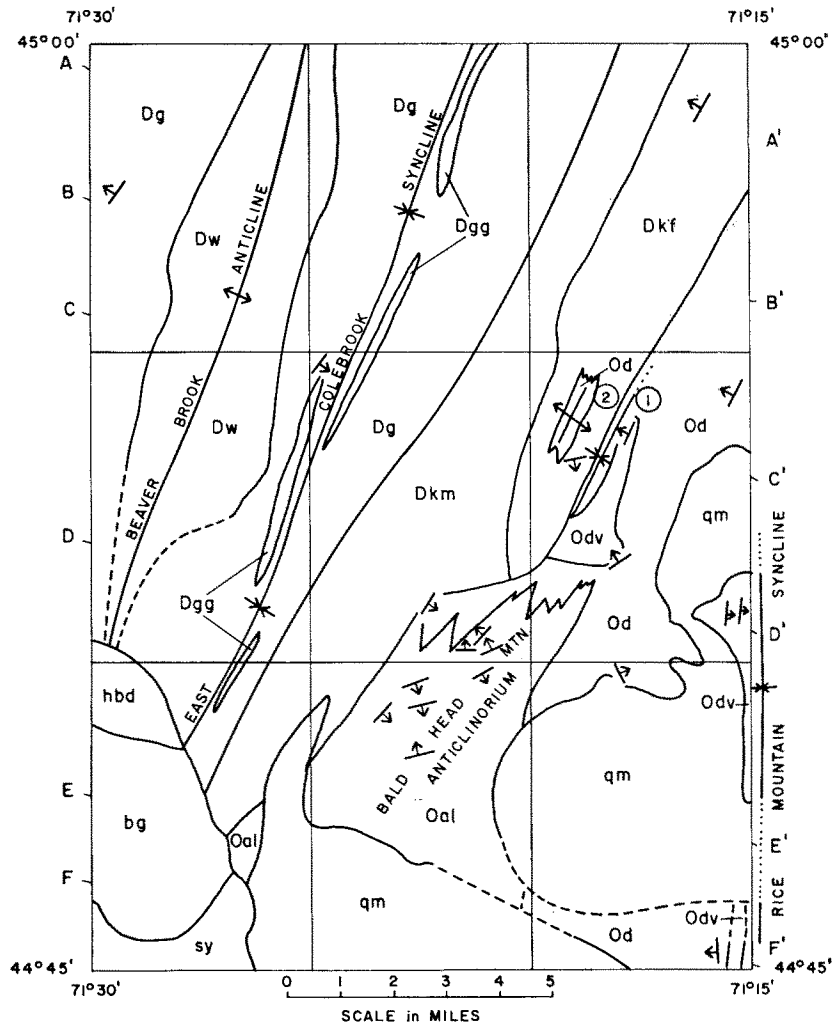 71°30'
71°15'
45°00'
45°00'
A
Dg
Dg
SYNCLINE
A'
B
ANTICLINE
Dgg
Dkf
Dw
C
B'
COLEBROOK
Od
2
1
BROOK
Dw
Dg
Od
Dkm
C'
BEAVER
qm
D
Odv
SYNCLINE
Dgg
Od
D'
MTN
hbd
EAST
HEAD
Odv
ANTICLINORIUM
qm
MOUNTAIN
E
BALD
bg
Oal
Oal
E'
F
qm
RICE
Odv
sy
Od
F'
44°45'
44°45'
71°30'
0 1 2 3 4 5
71°15'
SCALE in MILES